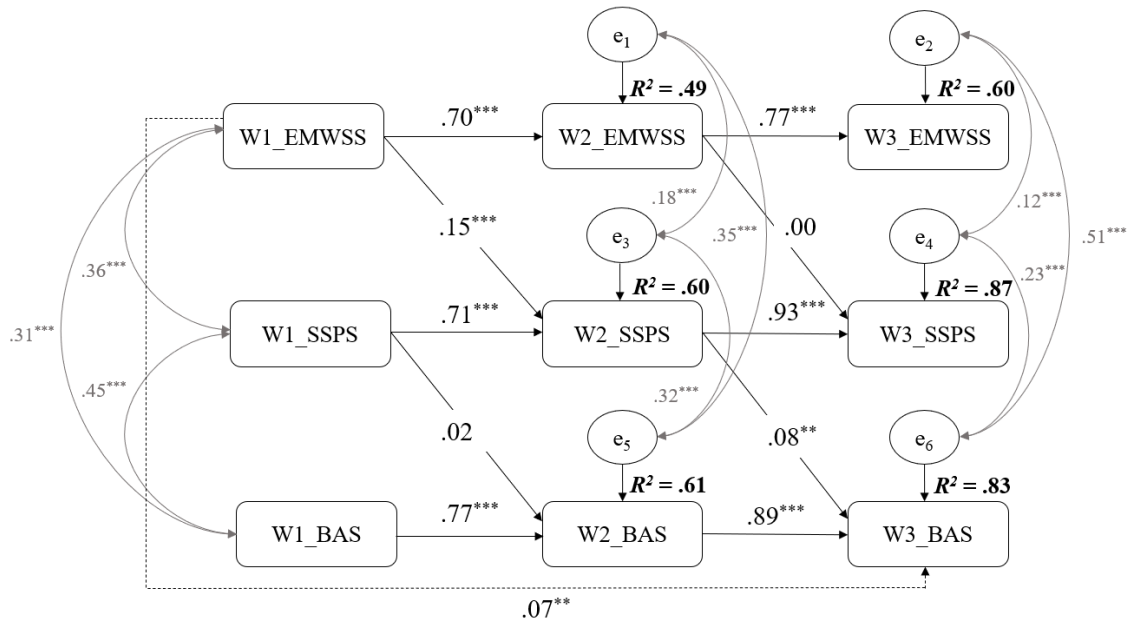 e₁
e₂
R² = .49
R² = .60
W1_EMWSS
.70***
W2_EMWSS
.77***
W3_EMWSS
.18***
.12***
.15***
e₃
.35***
.00
e₄
.51***
.36***
.23***
R² = .60
R² = .87
.31***
W1_SSPS
.71***
W2_SSPS
.93***
W3_SSPS
.45***
.32***
.02
e₅
.08**
e₆
R² = .61
R² = .83
W1_BAS
.77***
W2_BAS
.89***
W3_BAS
.07**